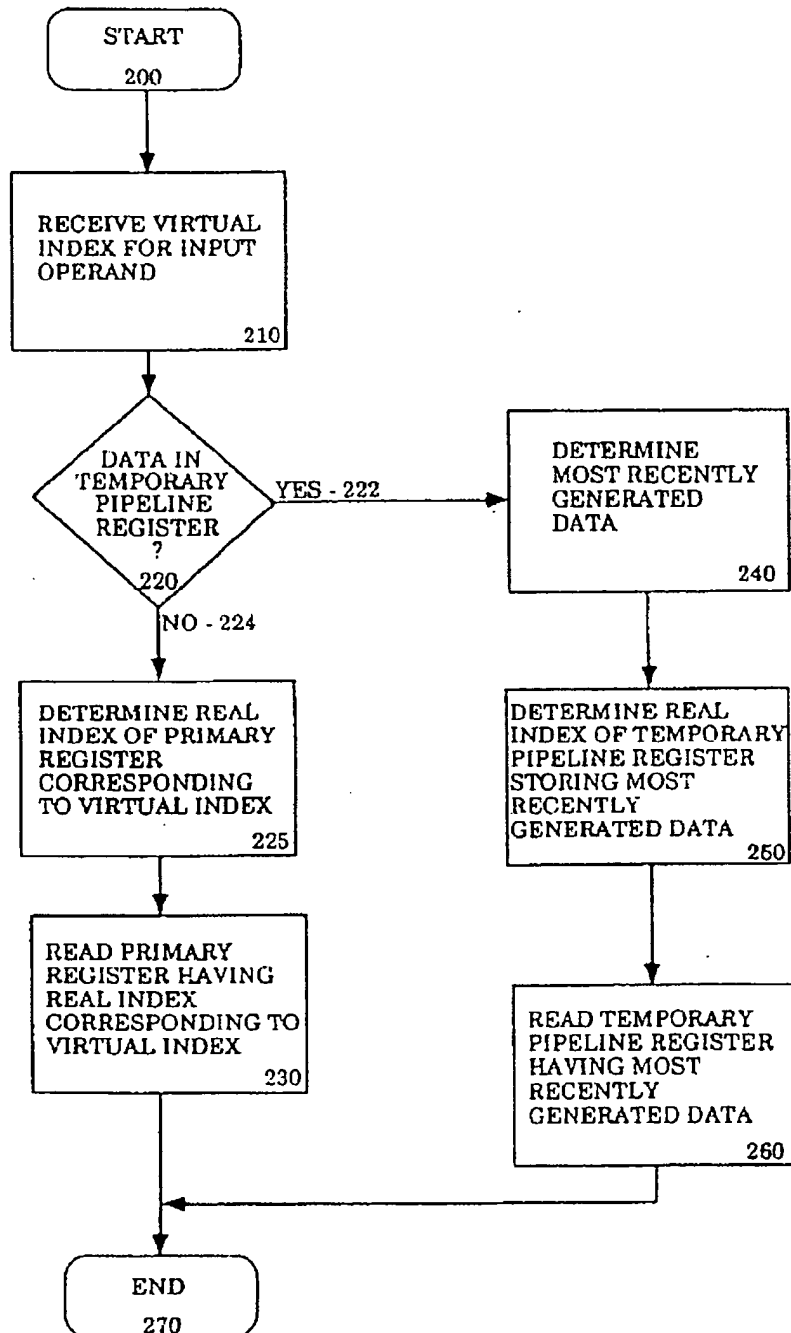 START
200
RECEIVE VIRTUAL
INDEX FOR INPUT
OPERAND
210
DATA IN
TEMPORARY
PIPELINE
REGISTER
?
220
YES - 222
NO - 224
DETERMINE REAL
INDEX OF PRIMARY
REGISTER
CORRESPONDING
TO VIRTUAL INDEX
225
READ PRIMARY
REGISTER HAVING
REAL INDEX
CORRESPONDING TO
VIRTUAL INDEX
230
DETERMINE
MOST RECENTLY
GENERATED
DATA
240
DETERMINE REAL
INDEX OF TEMPORARY
PIPELINE REGISTER
STORING MOST
RECENTLY
GENERATED DATA
250
READ TEMPORARY
PIPELINE REGISTER
HAVING MOST
RECENTLY
GENERATED DATA
260
END
270